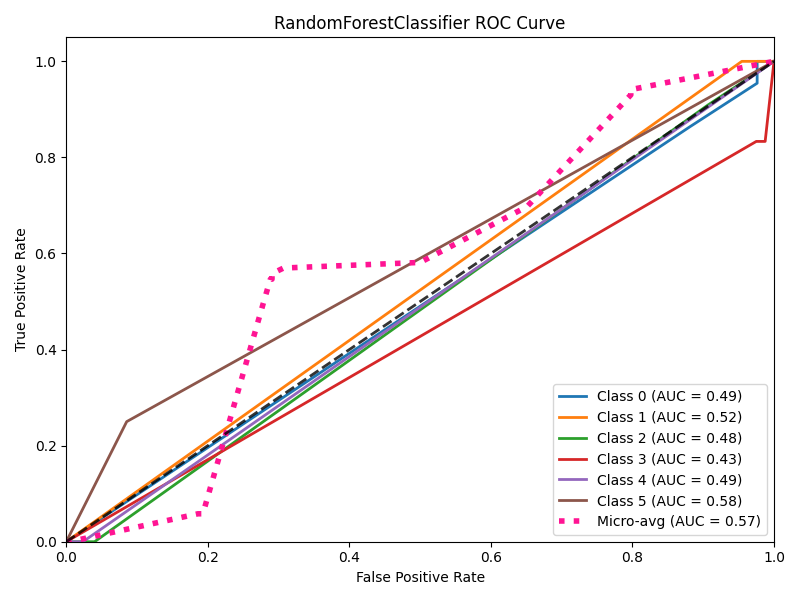 RandomForestClassifier ROC Curve
True Positive Rate
1.0
0.8
0.6
0.4
0.2
0.0
0.0 0.2 0.4 0.6 0.8 1.0
False Positive Rate
Class 0 (AUC = 0.49)
Class 1 (AUC = 0.52)
Class 2 (AUC = 0.48)
Class 3 (AUC = 0.43)
Class 4 (AUC = 0.49)
Class 5 (AUC = 0.58)
Micro-avg (AUC = 0.57)